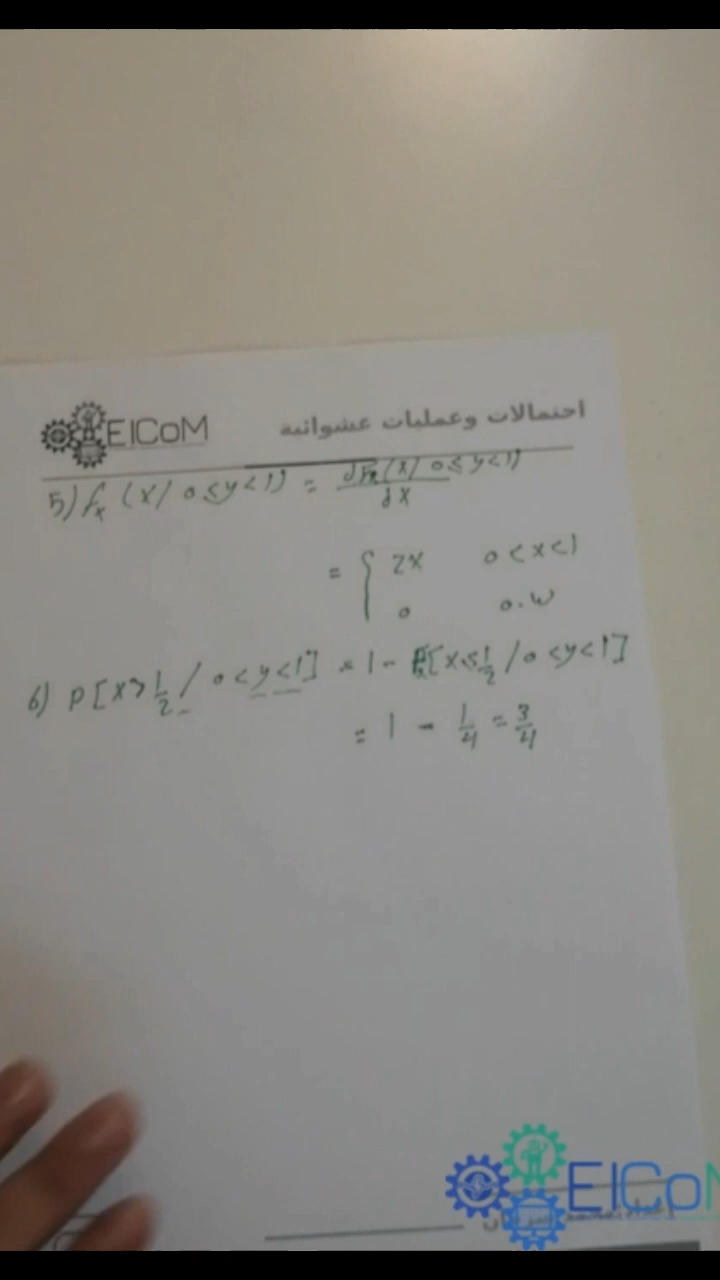 EICoM احتمالات وعمليات عشوائية
5) fx (x/ 0≤y<1) = dFx(x/ 0≤y<1)
dx
= { 2x 0<x<1
0 o.w
6) P[x>1/2 / 0<y<1] = 1 - P[x≤1/2 / 0<y<1]
= 1 - 1/4 = 3/4
EICoM